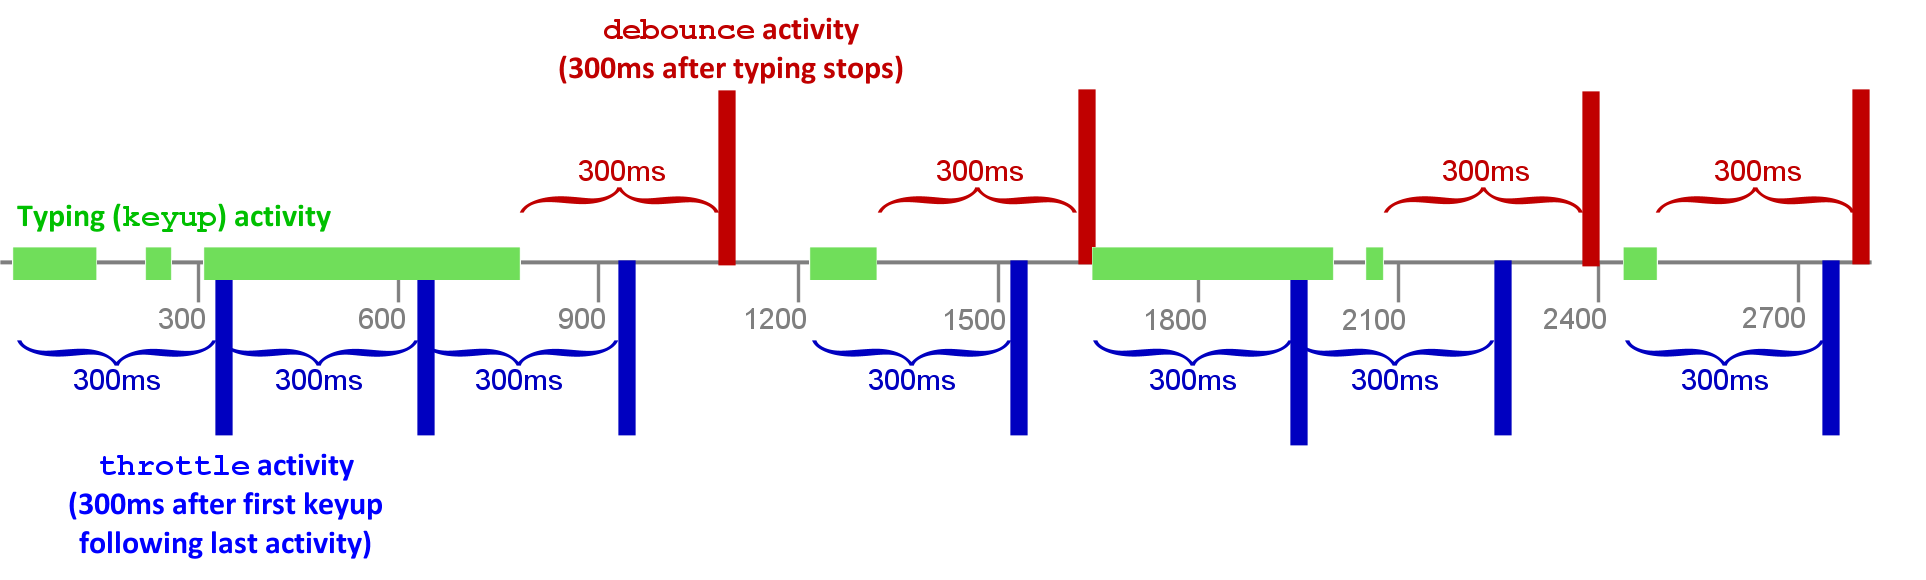 debounce activity
(300ms after typing stops)
300ms
300ms
300ms
300ms
Typing (keyup) activity
300
600
900
1200
1500
1800
2100
2400
2700
300ms
300ms
300ms
300ms
300ms
300ms
300ms
throttle activity
(300ms after first keyup
following last activity)